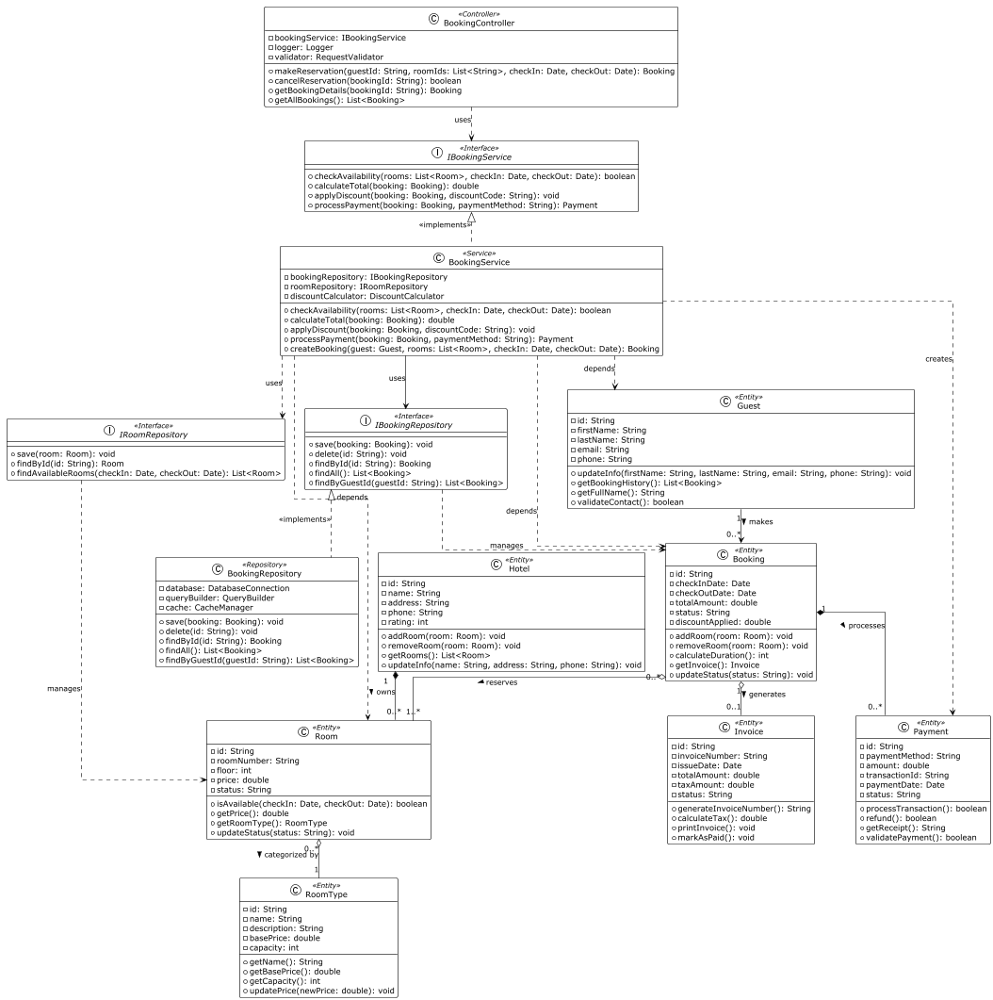 «Controller»
C BookingController
bookingService: IBookingService
logger: Logger
validator: RequestValidator
makeReservation(guestId: String, roomIds: List<String>, checkIn: Date, checkOut: Date): Booking
cancelReservation(bookingId: String): boolean
getBookingDetails(bookingId: String): Booking
getAllBookings(): List<Booking>
uses
«Interface»
I IBookingService
checkAvailability(rooms: List<Room>, checkIn: Date, checkOut: Date): boolean
calculateTotal(booking: Booking): double
applyDiscount(booking: Booking, discountCode: String): void
processPayment(booking: Booking, paymentMethod: String): Payment
«implements»
«Service»
C BookingService
bookingRepository: IBookingRepository
roomRepository: IRoomRepository
discountCalculator: DiscountCalculator
checkAvailability(rooms: List<Room>, checkIn: Date, checkOut: Date): boolean
calculateTotal(booking: Booking): double
applyDiscount(booking: Booking, discountCode: String): void
processPayment(booking: Booking, paymentMethod: String): Payment
createBooking(guest: Guest, rooms: List<Room>, checkIn: Date, checkOut: Date): Booking
creates
uses
uses
depends
«Interface»
I IRoomRepository
save(room: Room): void
findById(id: String): Room
findAvailableRooms(checkIn: Date, checkOut: Date): List<Room>
«Interface»
I IBookingRepository
save(booking: Booking): void
delete(id: String): void
findById(id: String): Booking
findAll(): List<Booking>
findByGuestId(guestId: String): List<Booking>
«Entity»
C Guest
id: String
firstName: String
lastName: String
email: String
phone: String
updateInfo(firstName: String, lastName: String, email: String, phone: String): void
getBookingHistory(): List<Booking>
getFullName(): String
validateContact(): boolean
depends
«implements»
depends
manages
1
makes
0..*
«Repository»
C BookingRepository
database: DatabaseConnection
queryBuilder: QueryBuilder
cache: CacheManager
save(booking: Booking): void
delete(id: String): void
findById(id: String): Booking
findAll(): List<Booking>
findByGuestId(guestId: String): List<Booking>
«Entity»
C Hotel
id: String
name: String
address: String
phone: String
rating: int
addRoom(room: Room): void
removeRoom(room: Room): void
getRooms(): List<Room>
updateInfo(name: String, address: String, phone: String): void
«Entity»
C Booking
id: String
checkInDate: Date
checkOutDate: Date
totalAmount: double
status: String
discountApplied: double
addRoom(room: Room): void
removeRoom(room: Room): void
calculateDuration(): int
getInvoice(): Invoice
updateStatus(status: String): void
1
processes
0..*
manages
1
owns
0..*
0..*
reserves
1..*
1
generates
0..1
«Entity»
C Room
id: String
roomNumber: String
floor: int
price: double
status: String
isAvailable(checkIn: Date, checkOut: Date): boolean
getPrice(): double
getRoomType(): RoomType
updateStatus(status: String): void
«Entity»
C Invoice
id: String
invoiceNumber: String
issueDate: Date
totalAmount: double
taxAmount: double
status: String
generateInvoiceNumber(): String
calculateTax(): double
printInvoice(): void
markAsPaid(): void
«Entity»
C Payment
id: String
paymentMethod: String
amount: double
transactionId: String
paymentDate: Date
status: String
processTransaction(): boolean
refund(): boolean
getReceipt(): String
validatePayment(): boolean
0..*
categorized by
1
«Entity»
C RoomType
id: String
name: String
description: String
basePrice: double
capacity: int
getName(): String
getBasePrice(): double
getCapacity(): int
updatePrice(newPrice: double): void